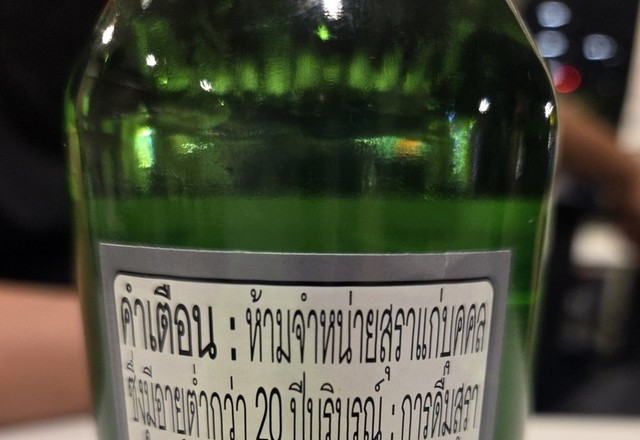 คำเตือน : ห้ามจำหน่ายสุราแก่บุคคล
ซึ่งมีอายุต่ำกว่า 20 ปีบริบูรณ์ : การดื่มสุรา